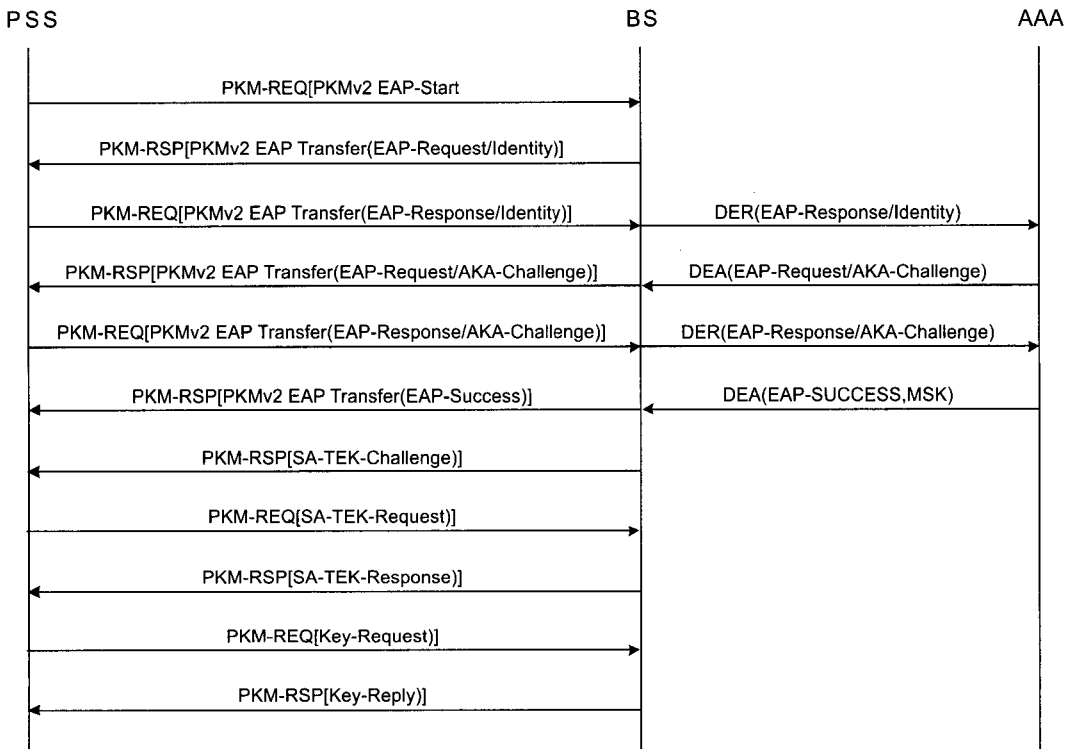 PSS BS AAA
PKM-REQ[PKMv2 EAP-Start
PKM-RSP[PKMv2 EAP Transfer(EAP-Request/Identity)]
PKM-REQ[PKMv2 EAP Transfer(EAP-Response/Identity)] DER(EAP-Response/Identity)
PKM-RSP[PKMv2 EAP Transfer(EAP-Request/AKA-Challenge)] DEA(EAP-Request/AKA-Challenge)
PKM-REQ[PKMv2 EAP Transfer(EAP-Response/AKA-Challenge)] DER(EAP-Response/AKA-Challenge)
PKM-RSP[PKMv2 EAP Transfer(EAP-Success)] DEA(EAP-SUCCESS,MSK)
PKM-RSP[SA-TEK-Challenge)]
PKM-REQ[SA-TEK-Request)]
PKM-RSP[SA-TEK-Response)]
PKM-REQ[Key-Request)]
PKM-RSP[Key-Reply)]